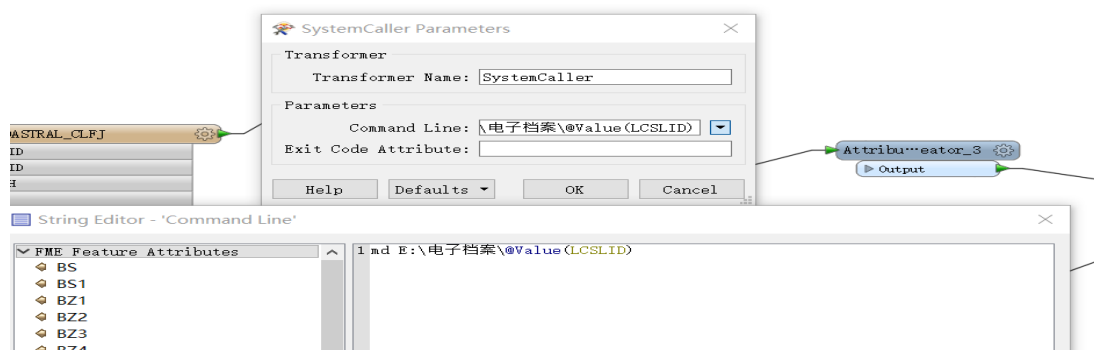 SystemCaller Parameters
Transformer
Transformer Name: SystemCaller
Parameters
Command Line: \电子档案\@Value(LCSLID)
Exit Code Attribute:
Help Defaults OK Cancel
ASTRAL_CLFJ
ID
ID
H
Attribu…eator_3
Output
String Editor - 'Command Line'
FME Feature Attributes
BS
BS1
BZ1
BZ2
BZ3
BZ4
1 md E:\电子档案\@Value(LCSLID)